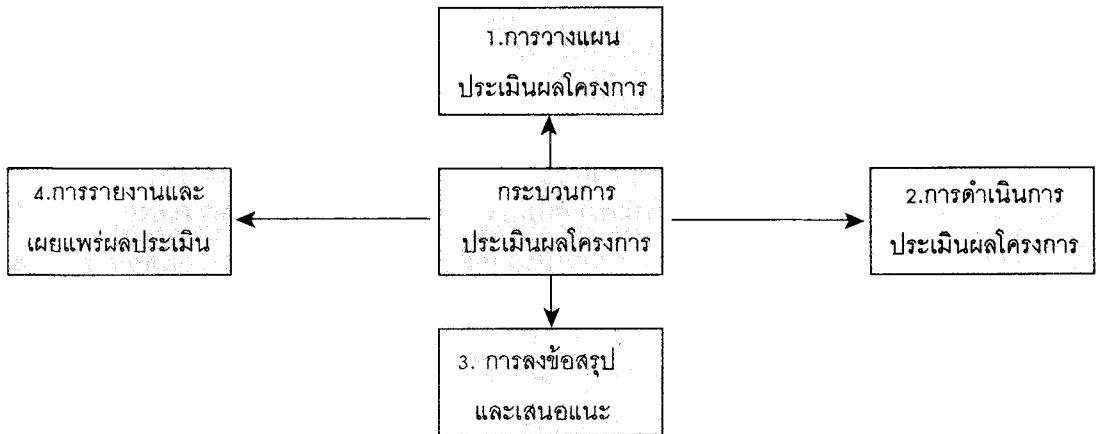 1.การวางแผน
ประเมินผลโครงการ
4.การรายงานและ
เผยแพร่ผลประเมิน
กระบวนการ
ประเมินผลโครงการ
2.การดำเนินการ
ประเมินผลโครงการ
3. การลงข้อสรุป
และเสนอแนะ